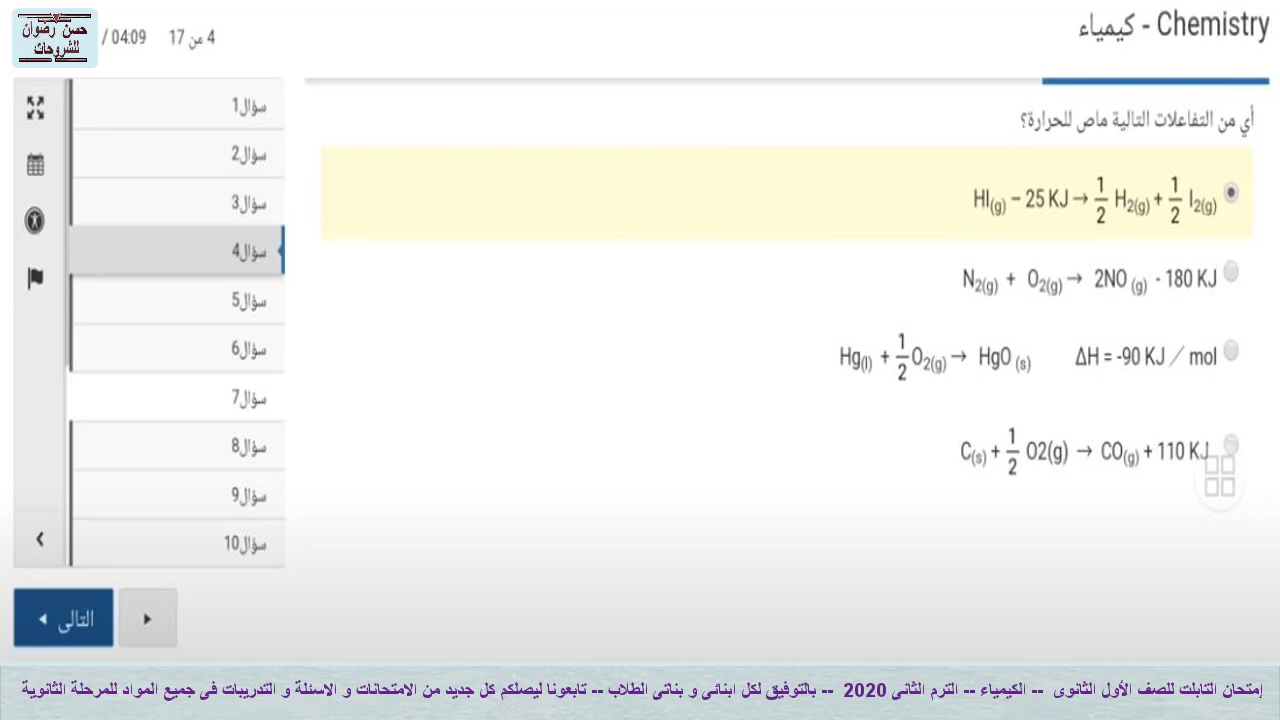 حسن رضوان
للشروحات
Chemistry - كيمياء
4 من 17
04:09 /
أي من التفاعلات التالية ماص للحرارة؟
HI(g) – 25 KJ → 1/2 H2(g) + 1/2 I2(g)
N2(g) + O2(g) → 2NO (g) - 180 KJ
Hg(l) + 1/2 O2(g) → HgO (s) ΔH = -90 KJ / mol
C(s) + 1/2 O2(g) → CO(g) + 110 KJ
سؤال1
سؤال2
سؤال3
سؤال4
سؤال5
سؤال6
سؤال7
سؤال8
سؤال9
سؤال10
التالى
إمتحان التابلت للصف الأول الثانوى -- الكيمياء -- الترم الثانى 2020 -- بالتوفيق لكل ابنائى و بناتى الطلاب -- تابعونا ليصلكم كل جديد من الامتحانات و الاسئلة و التدريبات فى جميع المواد للمرحلة الثانوية